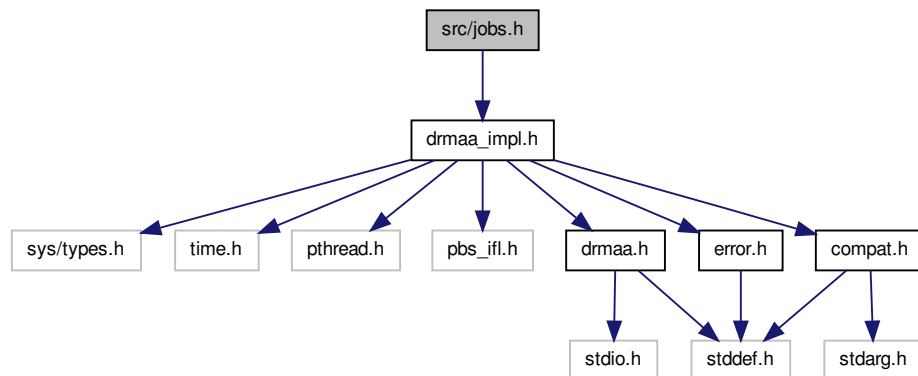 src/jobs.h
drmaa_impl.h
sys/types.h
time.h
pthread.h
pbs_ifl.h
drmaa.h
error.h
compat.h
stdio.h
stddef.h
stdarg.h